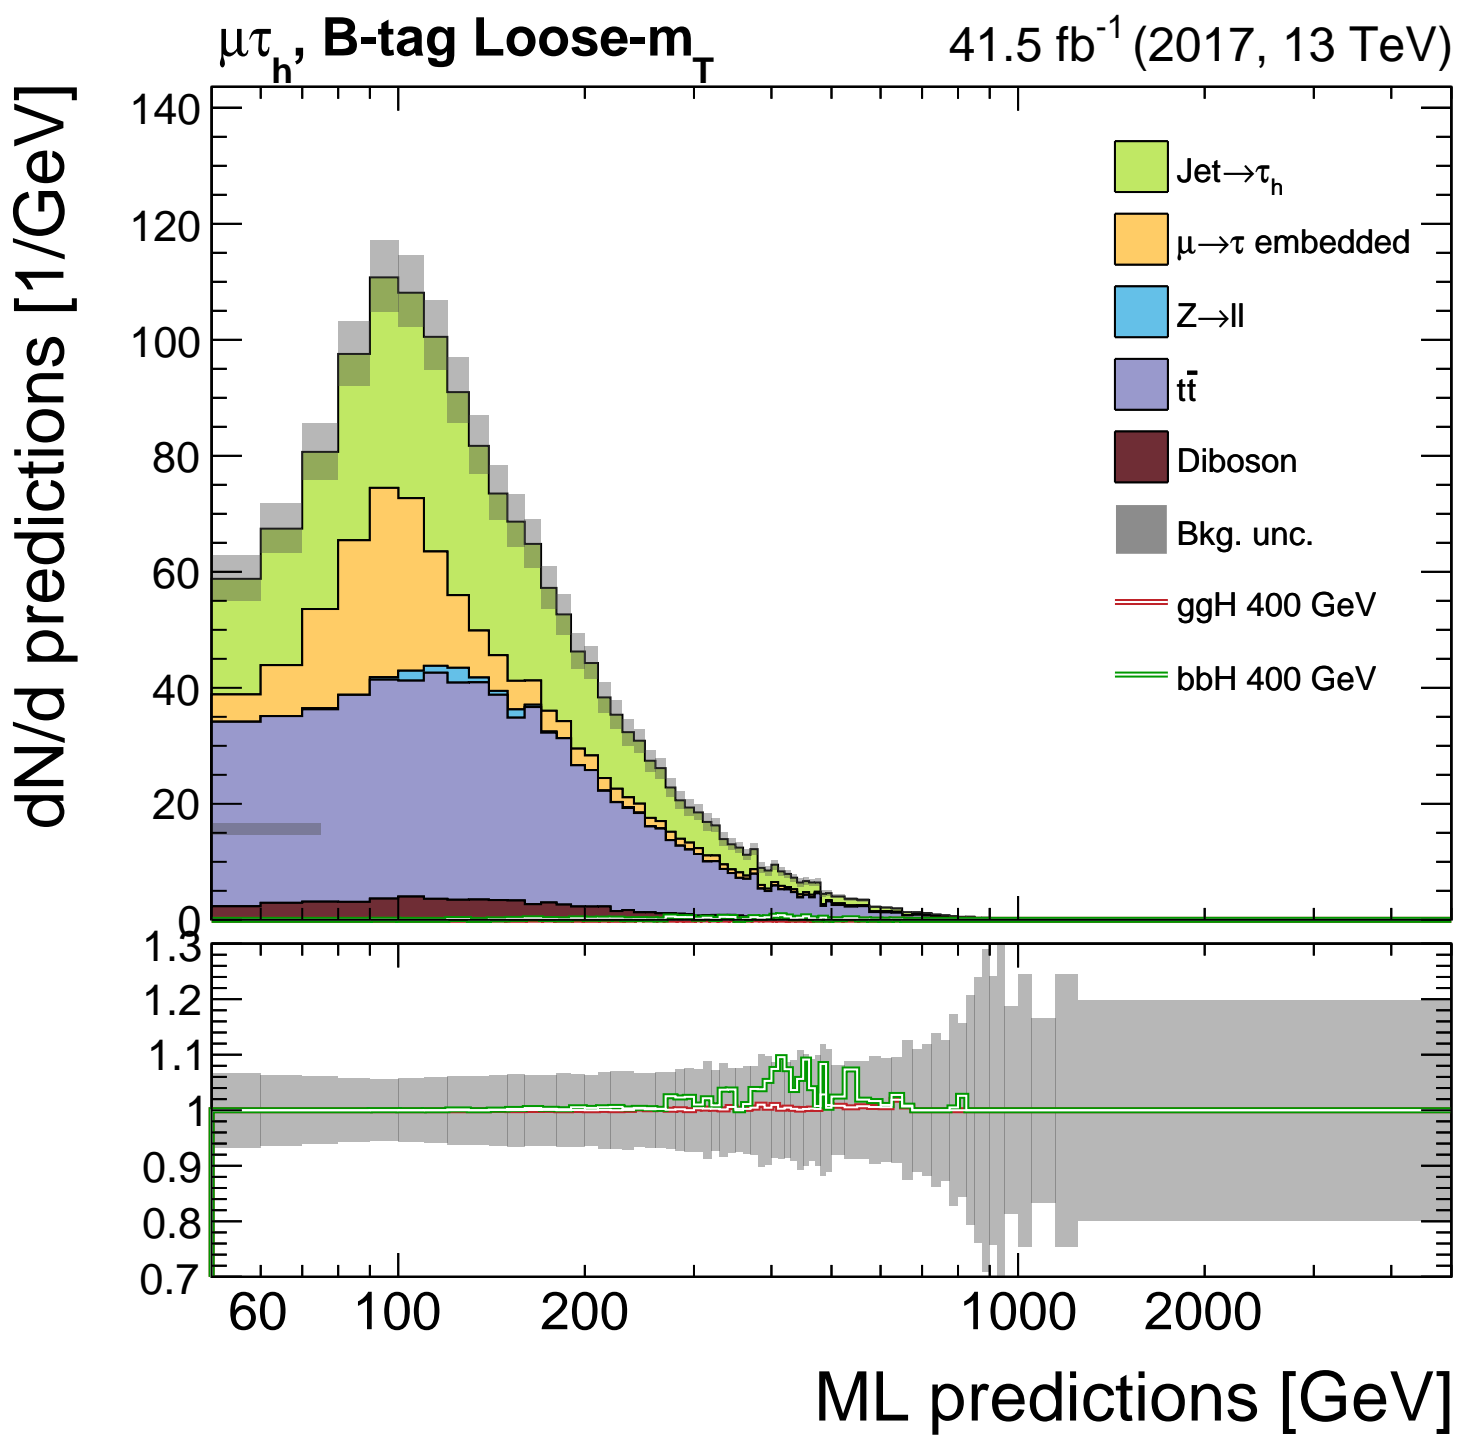 μτh, B-tag Loose-mT
41.5 fb-1 (2017, 13 TeV)
dN/d predictions [1/GeV]
140
120
100
80
60
40
20
0
Jet→τh
μ→τ embedded
Z→ll
tt̄
Diboson
Bkg. unc.
ggH 400 GeV
bbH 400 GeV
1.3
1.2
1.1
1
0.9
0.8
0.7
60 100 200 1000 2000
ML predictions [GeV]